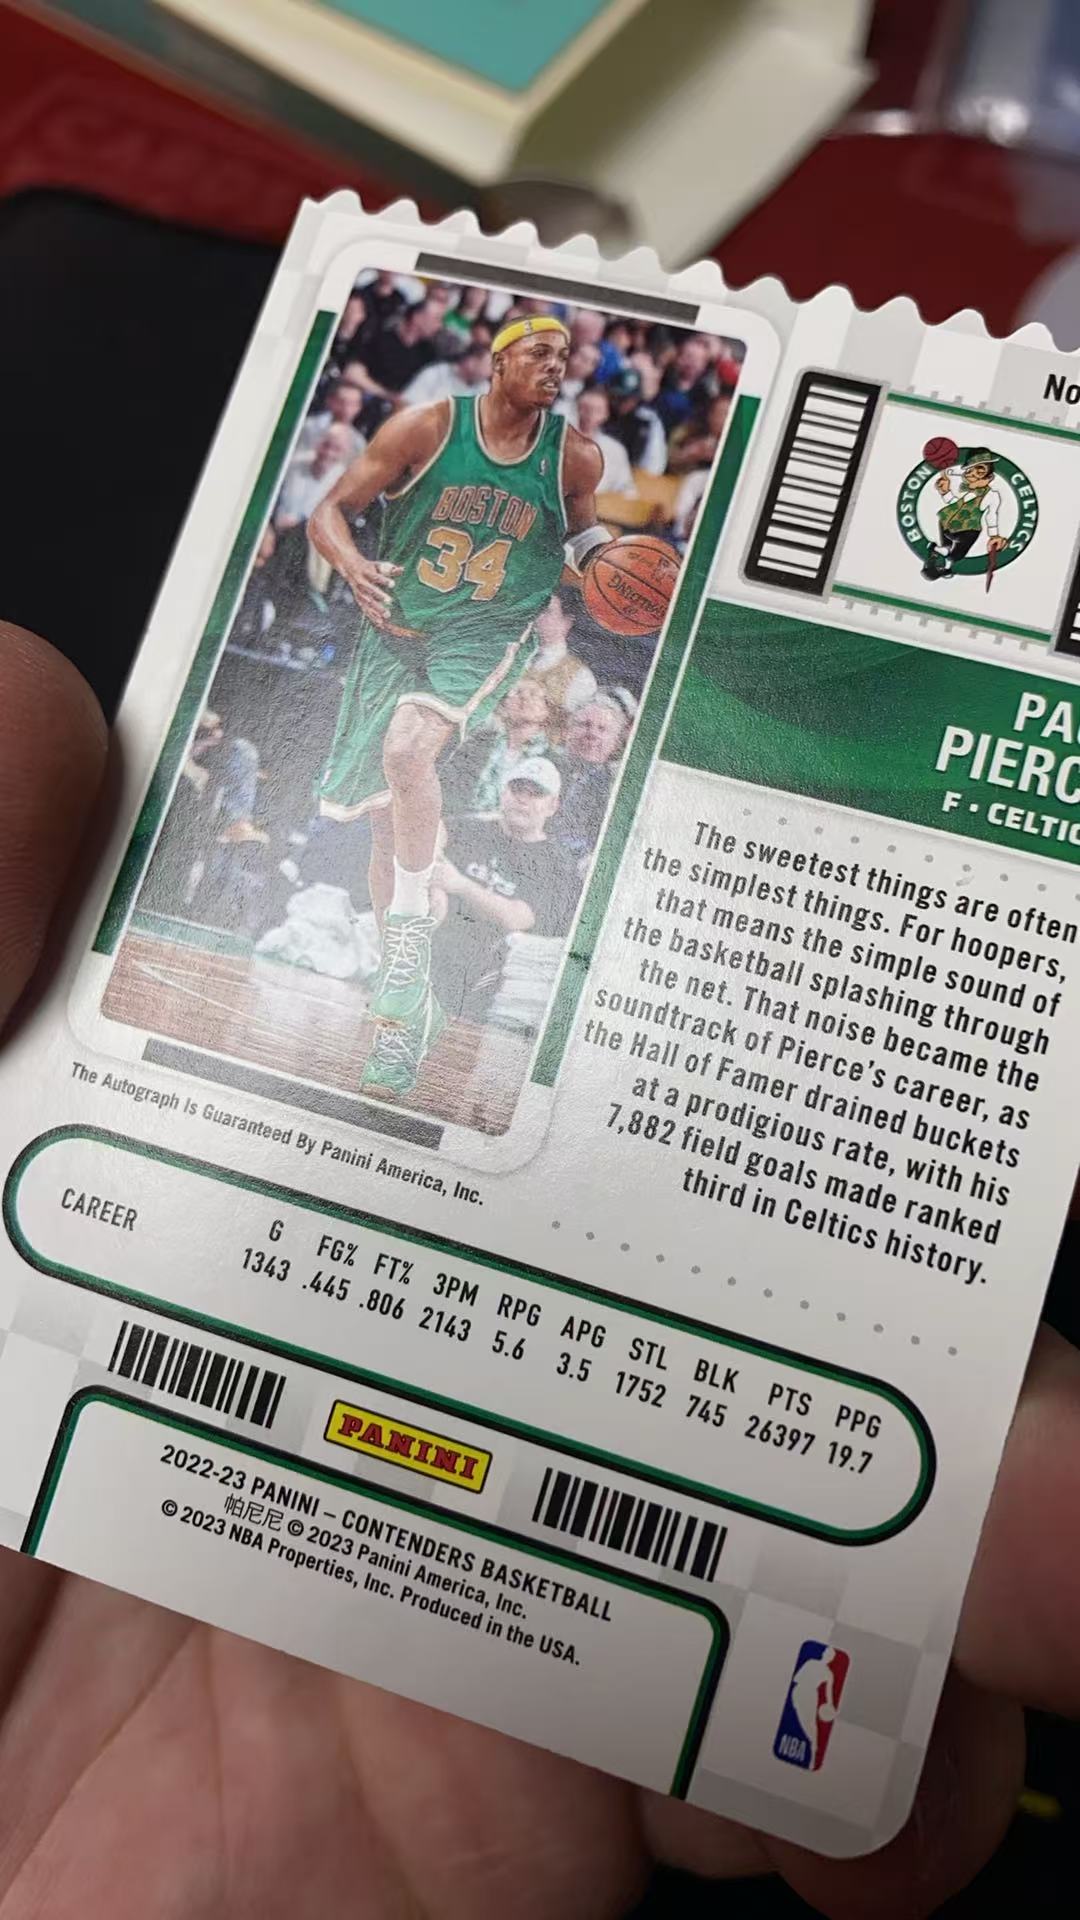 No
BOSTON CELTICS
BOSTON
34
PAU
PIERC
F • CELTIC
The sweetest things are often
the simplest things. For hoopers,
that means the simple sound of
the basketball splashing through
the net. That noise became the
soundtrack of Pierce's career, as
the Hall of Famer drained buckets
at a prodigious rate, with his
7,882 field goals made ranked
third in Celtics history.
The Autograph Is Guaranteed By Panini America, Inc.
G FG% FT% 3PM RPG APG STL BLK PTS PPG
CAREER 1343 .445 .806 2143 5.6 3.5 1752 745 26397 19.7
PANINI
2022-23 PANINI – CONTENDERS BASKETBALL
帕尼尼 © 2023 Panini America, Inc.
© 2023 NBA Properties, Inc. Produced in the USA.
NBA